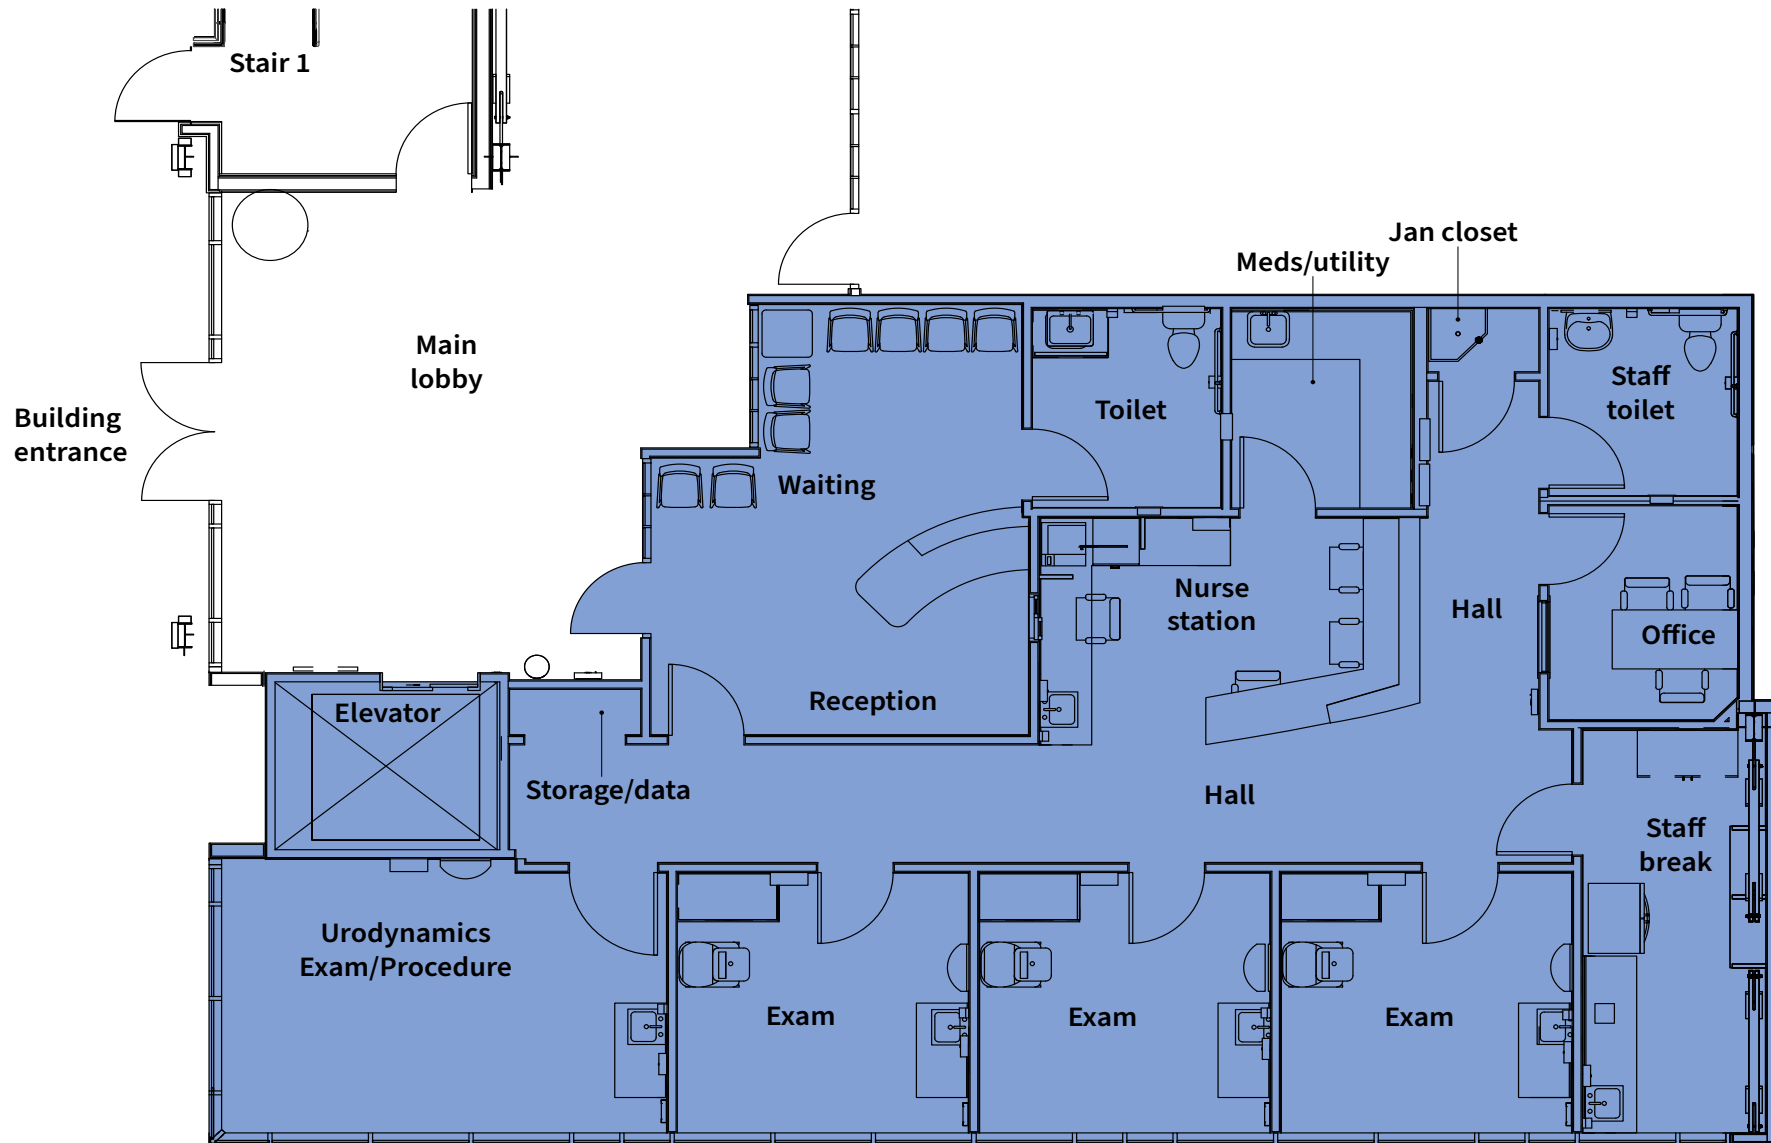 Stair 1
Jan closet
Meds/utility
Main
lobby
Building
entrance
Toilet
Staff
toilet
Waiting
Nurse
station
Hall
Office
Reception
Elevator
Storage/data
Hall
Staff
break
Urodynamics
Exam/Procedure
Exam
Exam
Exam